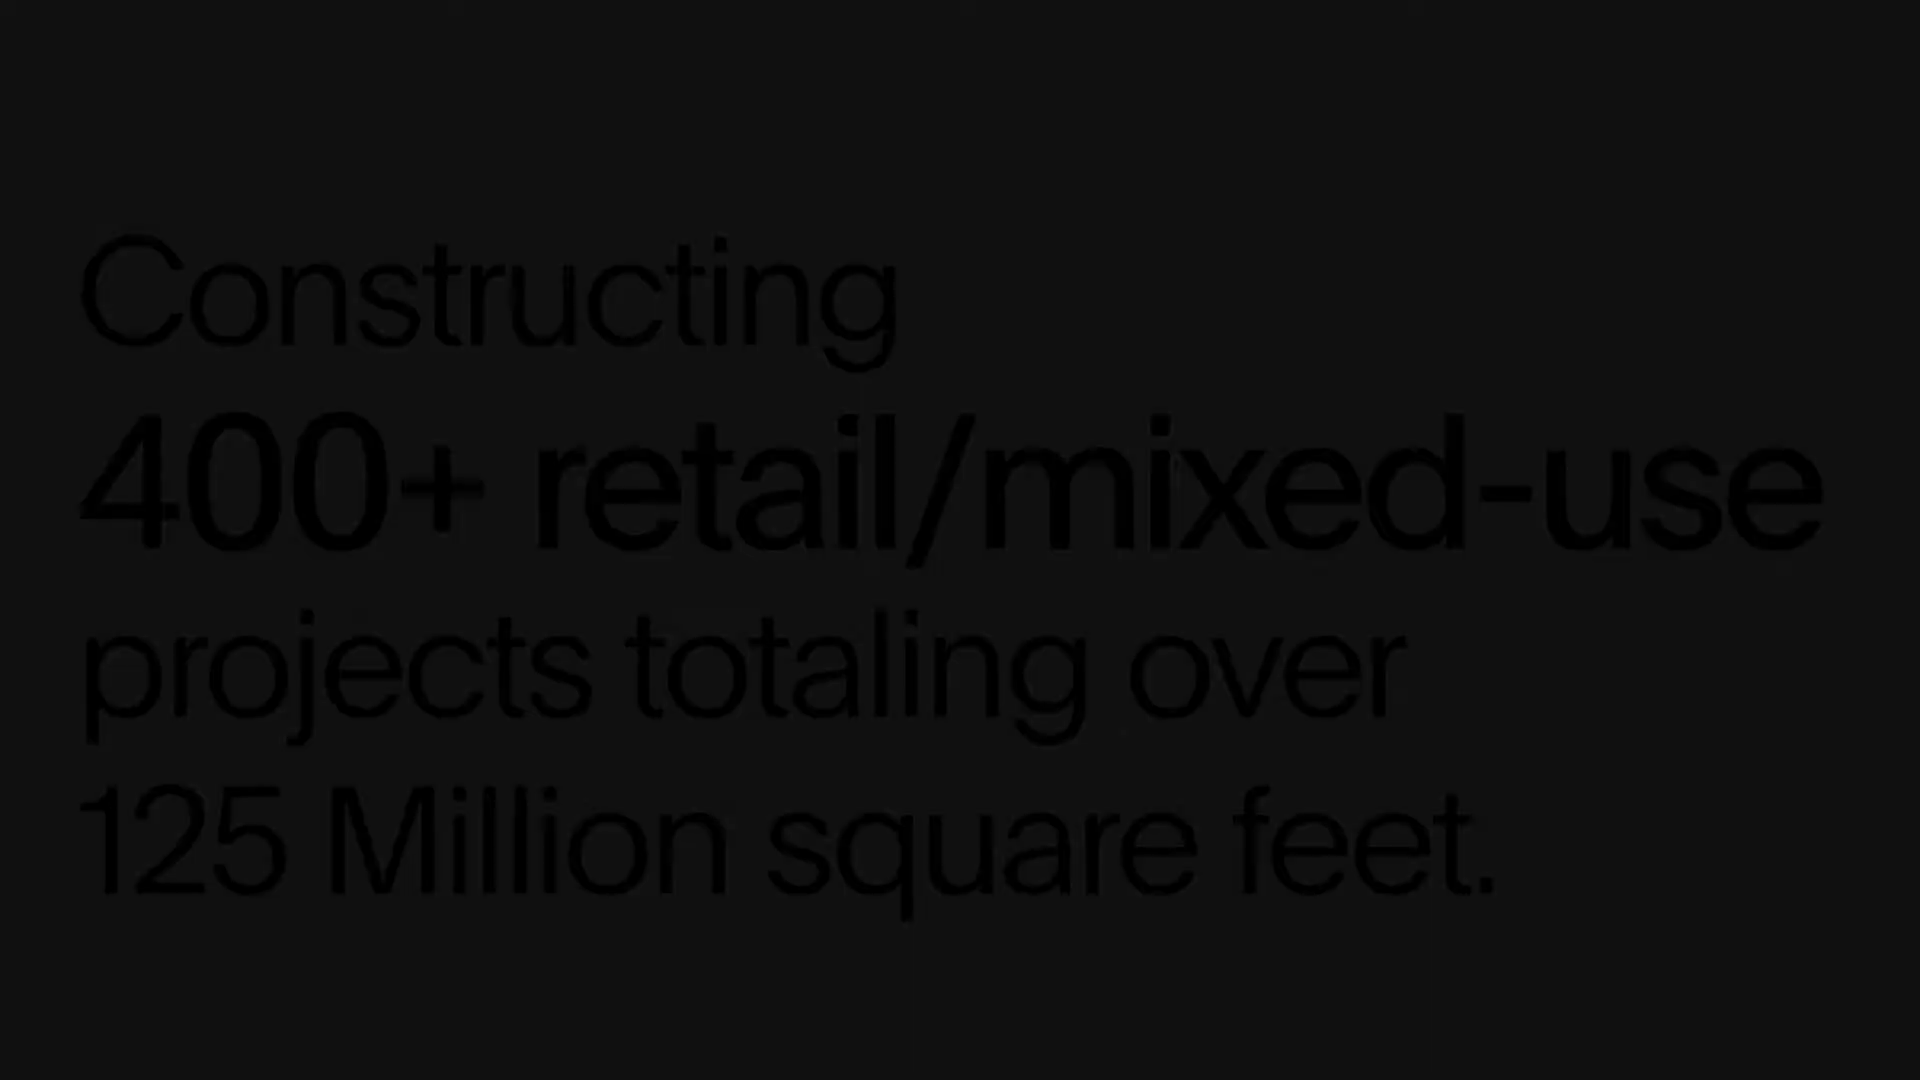 Constructing
400+ retail/mixed-use
projects totaling over
125 Million square feet.